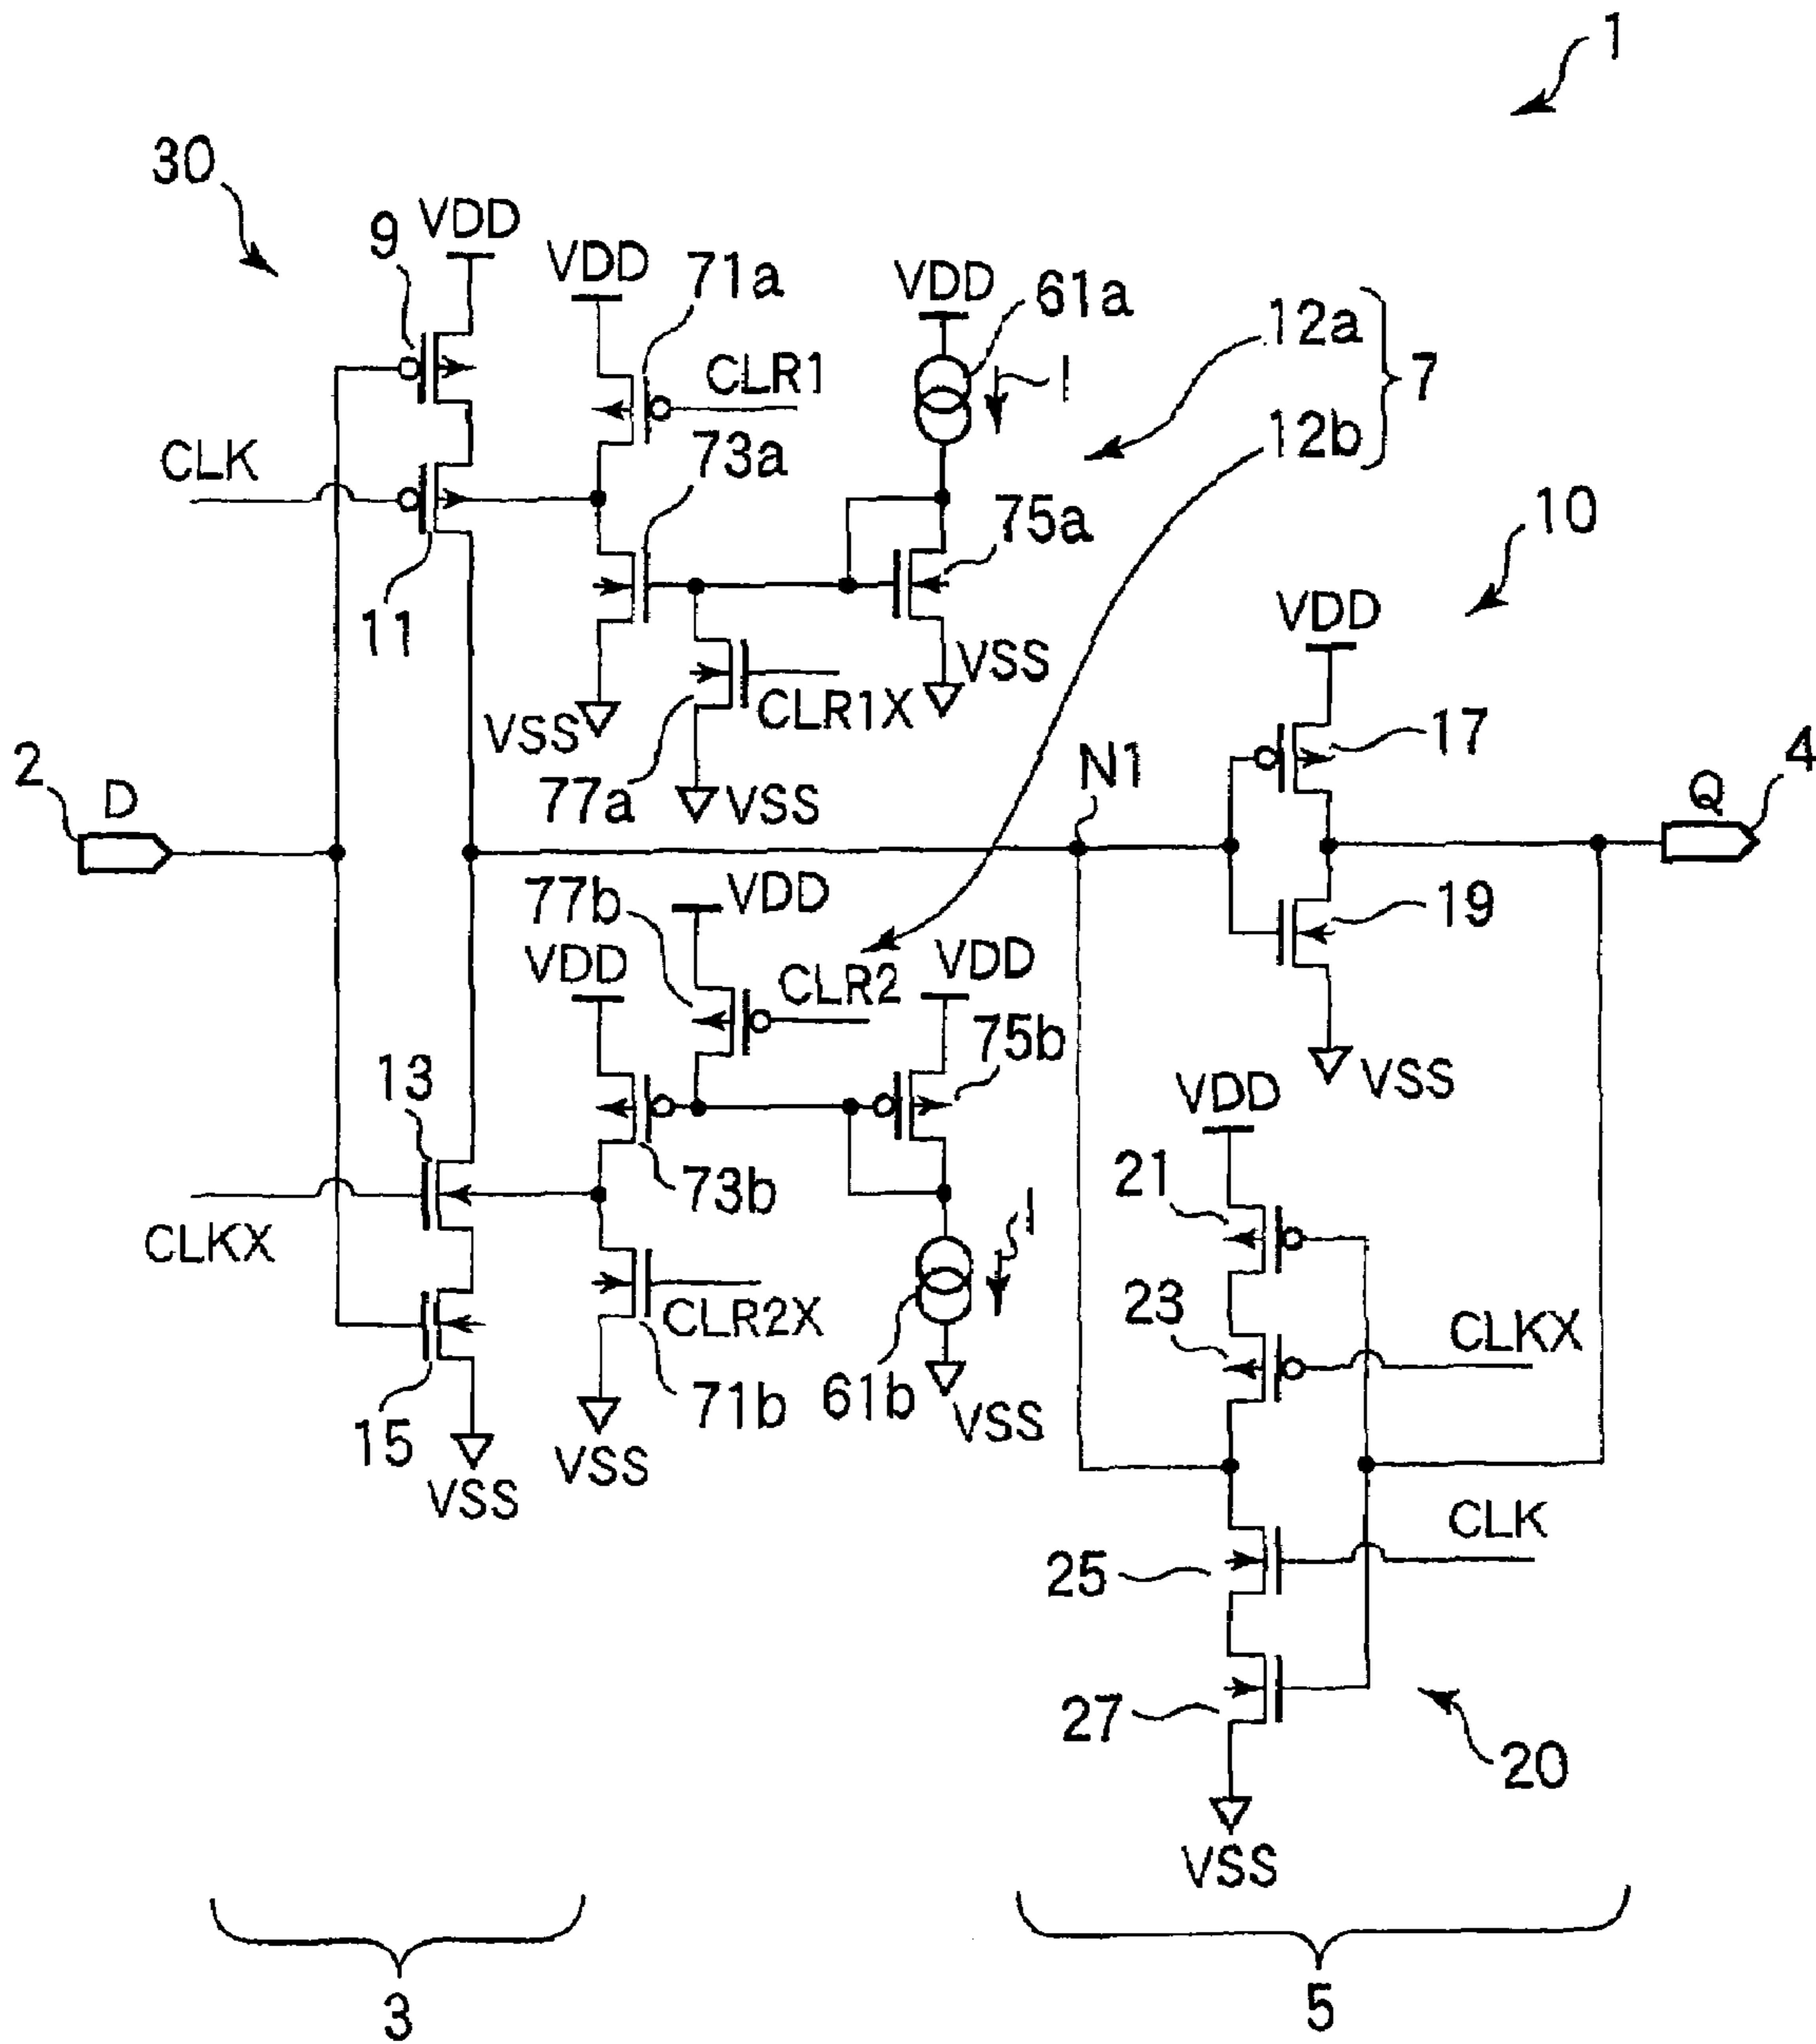 1
30
VDD
9
VDD
71a
VDD
61a
12a
7
12b
CLR1
I
CLK
73a
75a
10
11
VDD
VSS
VSS
CLR1X
17
77a
VSS
N1
2
D
Q
4
77b
VDD
19
VDD
CLR2
VDD
75b
13
VSS
VDD
73b
21
CLKX
I
23
CLR2X
CLKX
15
71b
61b
VSS
VSS
VSS
CLK
25
27
20
VSS
3
5